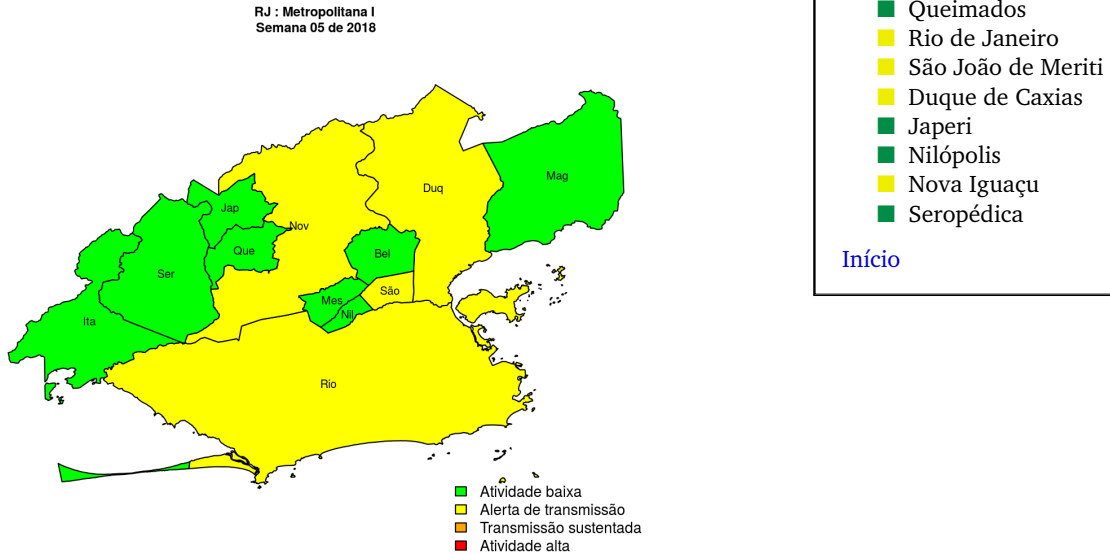 RJ : Metropolitana I
Semana 05 de 2018
Mag
Duq
Jap
Nov
Que
Bel
Ser
São
Mes
Nil
Ita
Rio
Atividade baixa
Alerta de transmissão
Transmissão sustentada
Atividade alta
Queimados
Rio de Janeiro
São João de Meriti
Duque de Caxias
Japeri
Nilópolis
Nova Iguaçu
Seropédica
Início